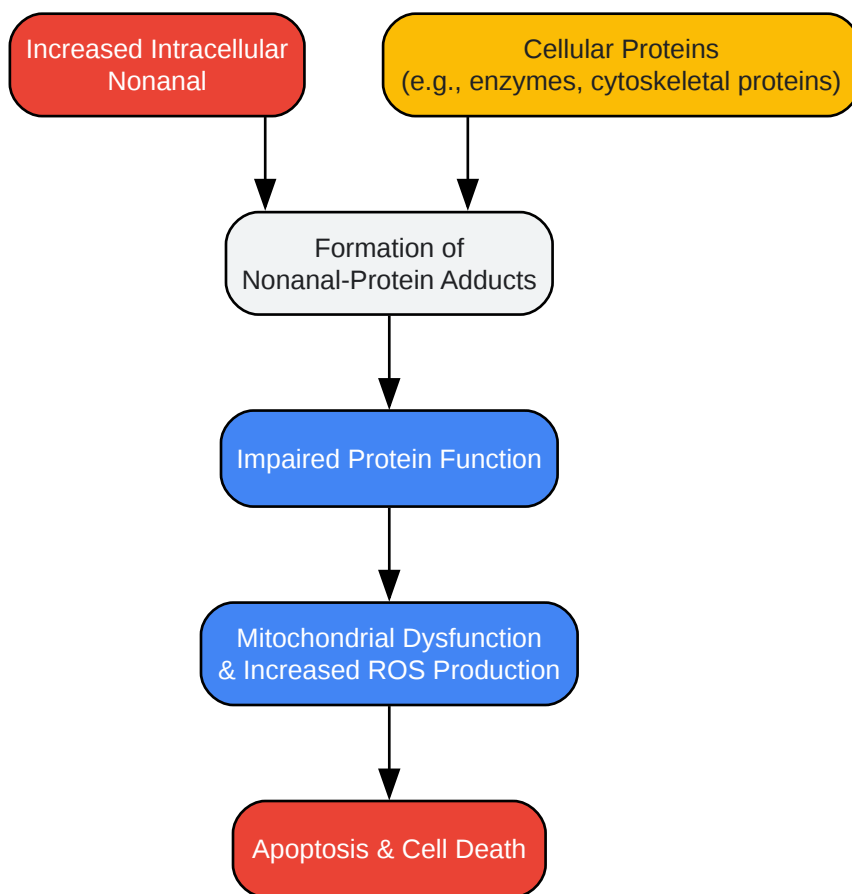 Increased Intracellular
Nonanal
Cellular Proteins
(e.g., enzymes, cytoskeletal proteins)
Formation of
Nonanal-Protein Adducts
Impaired Protein Function
Mitochondrial Dysfunction
& Increased ROS Production
Apoptosis & Cell Death